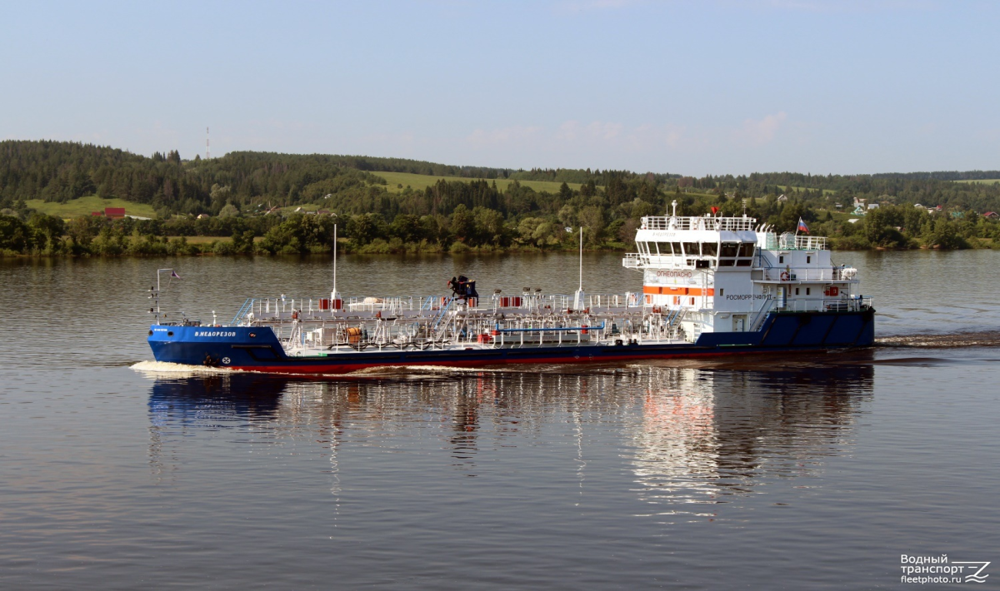 ОГНЕОПАСНО
РОСМОРРЕЧФЛОТ
В.НЕДОРЕЗОВ
Водный
транспорт
fleetphoto.ru